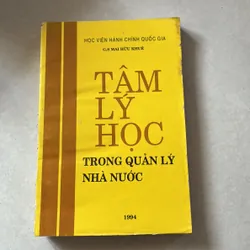 HỌC VIỆN HÀNH CHÍNH QUỐC GIA
G.S MAI HỮU KHUÊ
TÂM
LÝ
HỌC
TRONG QUẢN LÝ
NHÀ NƯỚC
1994